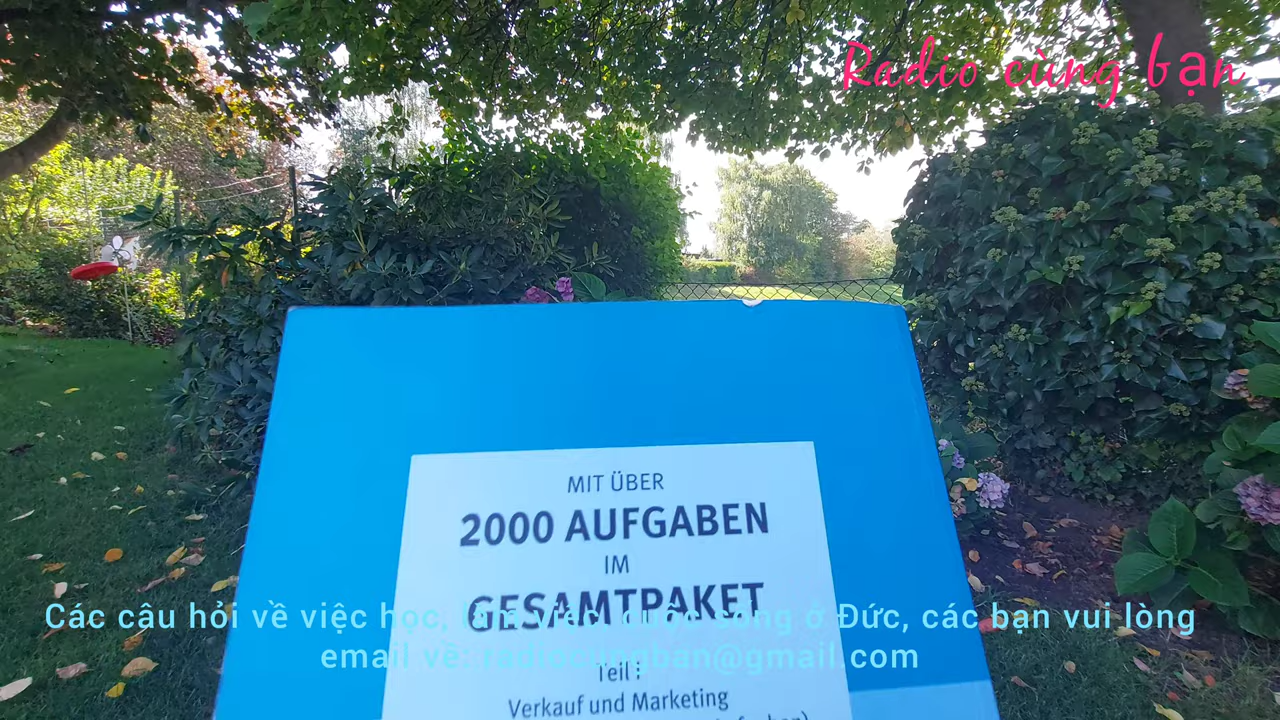 Radio cùng bạn
MIT ÜBER
2000 AUFGABEN
IM
GESAMTPAKET
Các câu hỏi về việc học, làm việc, cuộc sống ở Đức, các bạn vui lòng
email về: radiocungban@gmail.com
Teil :
Verkauf und Marketing